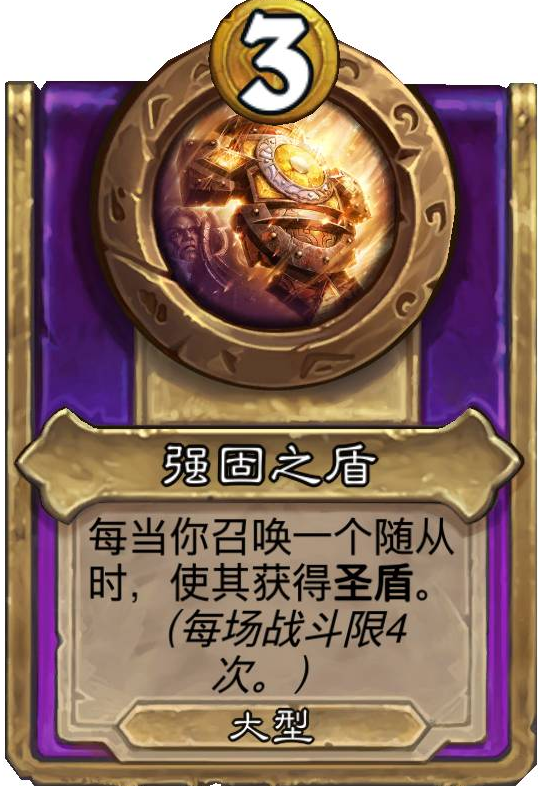 3
强固之盾
每当你召唤一个随从
时，使其获得圣盾。
（每场战斗限4
次。）
大型